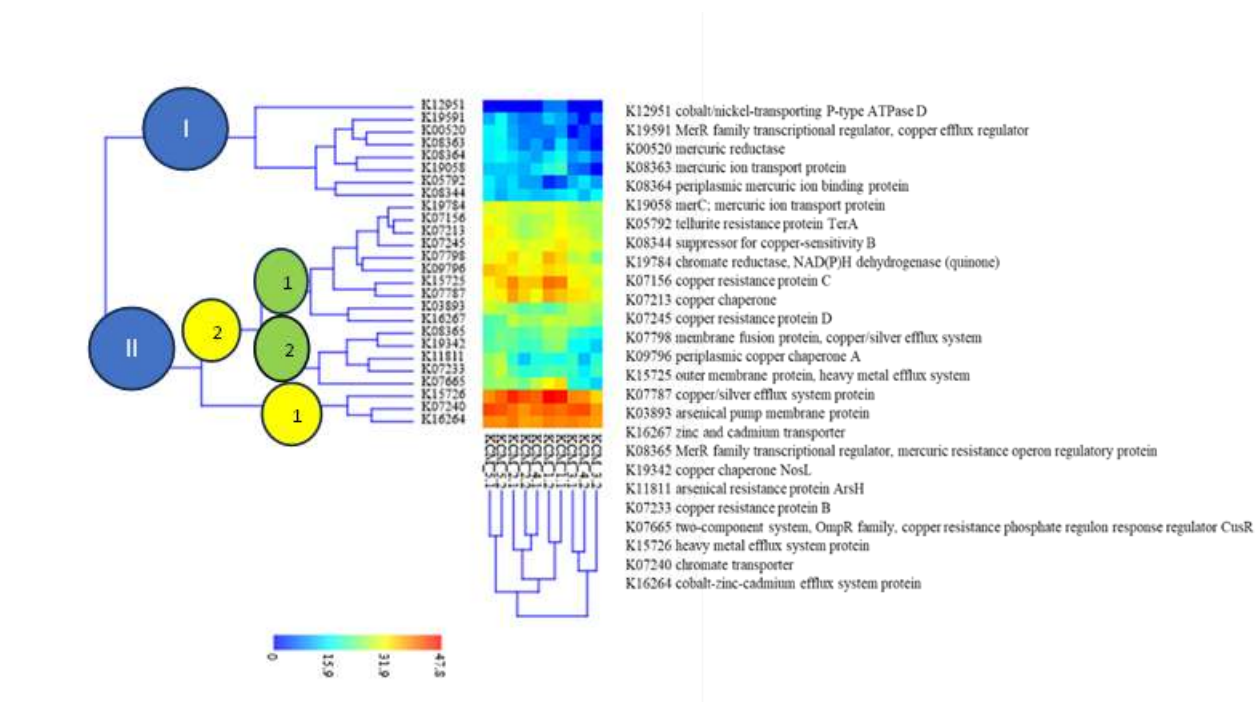 I
II
2
1
2
1
K12951
K19591
K00520
K08363
K08364
K19058
K05792
K08344
K19784
K07156
K07213
K07245
K07798
K09796
K15725
K07787
K03893
K16267
K08365
K19342
K11811
K07233
K07665
K15726
K07240
K16264
K12951 cobalt/nickel-transporting P-type ATPase D
K19591 MerR family transcriptional regulator, copper efflux regulator
K00520 mercuric reductase
K08363 mercuric ion transport protein
K08364 periplasmic mercuric ion binding protein
K19058 merC; mercuric ion transport protein
K05792 tellurite resistance protein TerA
K08344 suppressor for copper-sensitivity B
K19784 chromate reductase, NAD(P)H dehydrogenase (quinone)
K07156 copper resistance protein C
K07213 copper chaperone
K07245 copper resistance protein D
K07798 membrane fusion protein, copper/silver efflux system
K09796 periplasmic copper chaperone A
K15725 outer membrane protein, heavy metal efflux system
K07787 copper/silver efflux system protein
K03893 arsenical pump membrane protein
K16267 zinc and cadmium transporter
K08365 MerR family transcriptional regulator, mercuric resistance operon regulatory protein
K19342 copper chaperone NosL
K11811 arsenical resistance protein ArsH
K07233 copper resistance protein B
K07665 two-component system, OmpR family, copper resistance phosphate regulon response regulator CusR
K15726 heavy metal efflux system protein
K07240 chromate transporter
K16264 cobalt-zinc-cadmium efflux system protein
0
15.9
31.9
47.8